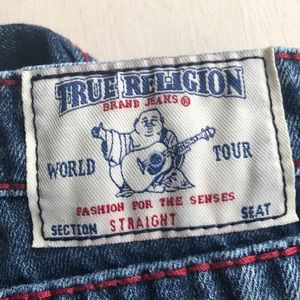 TRUE RELIGION
BRAND JEANS®
WORLD TOUR
FASHION FOR THE SENSES
SECTION STRAIGHT SEAT